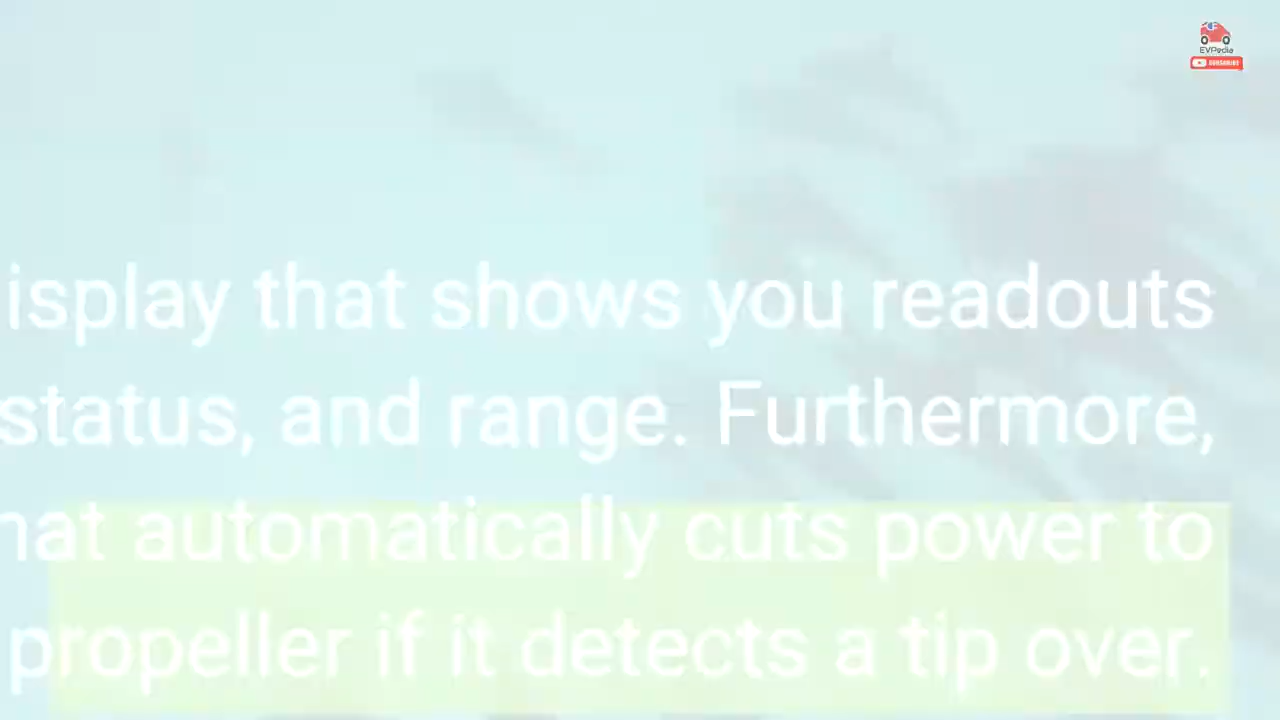 EVPedia
SUBSCRIBE
isplay that shows you readouts
status, and range. Furthermore,
hat automatically cuts power to
propeller if it detects a tip over.